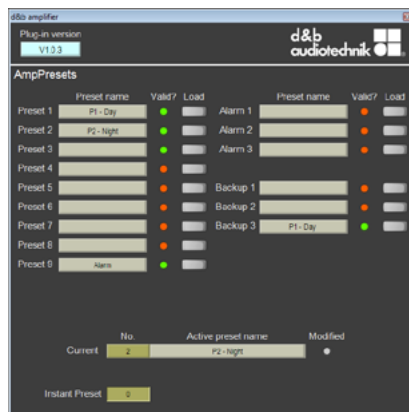 d&b amplifier
Plug-in version
V1.0.3
d&b
audiotechnik
AmpPresets
Preset name Valid? Load Preset name Valid? Load
Preset 1 P1 - Day Alarm 1
Preset 2 P2 - Night Alarm 2
Preset 3 Alarm 3
Preset 4
Preset 5 Backup 1
Preset 6 Backup 2
Preset 7 Backup 3 P1 - Day
Preset 8
Preset 9 Alarm
No. Active preset name Modified
Current 2 P2 - Night
Instant Preset 0